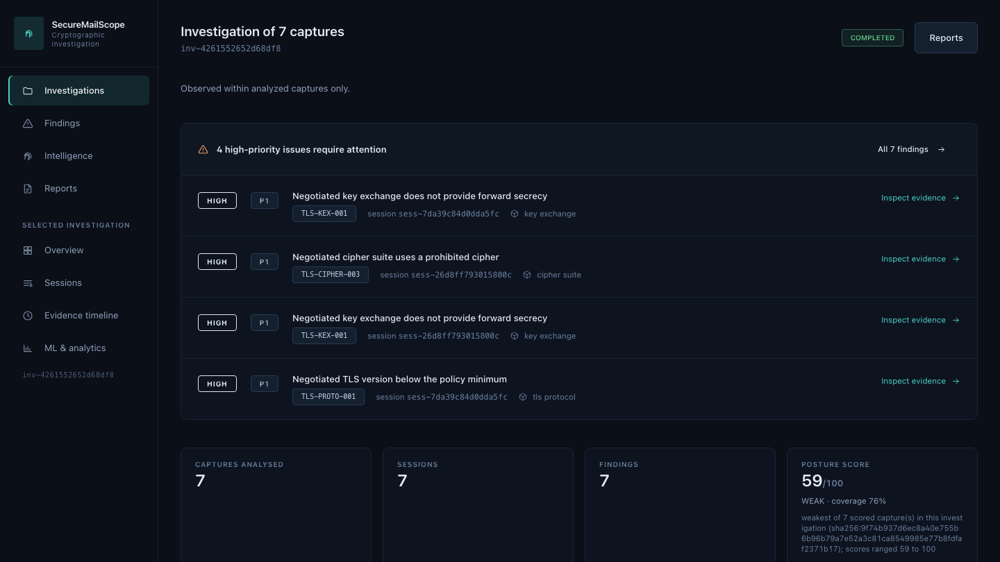 SecureMailScope
Cryptographic
investigation
Investigations
Findings
Intelligence
Reports
SELECTED INVESTIGATION
Overview
Sessions
Evidence timeline
ML & analytics
inv-4261552652d68df8
Investigation of 7 captures
inv-4261552652d68df8
COMPLETED
Reports
Observed within analyzed captures only.
4 high-priority issues require attention
All 7 findings →
HIGH P1 Negotiated key exchange does not provide forward secrecy Inspect evidence →
TLS-KEX-001 session sess-7da39c84d0dda5fc key exchange
HIGH P1 Negotiated cipher suite uses a prohibited cipher Inspect evidence →
TLS-CIPHER-003 session sess-26d8ff793015800c cipher suite
HIGH P1 Negotiated key exchange does not provide forward secrecy Inspect evidence →
TLS-KEX-001 session sess-26d8ff793015800c key exchange
HIGH P1 Negotiated TLS version below the policy minimum Inspect evidence →
TLS-PROTO-001 session sess-7da39c84d0dda5fc tls protocol
CAPTURES ANALYSED
7
SESSIONS
7
FINDINGS
7
POSTURE SCORE
59/100
WEAK · coverage 76%
weakest of 7 scored capture(s) in this invest
igation (sha256:9f74b937d6ec8a40e755b
6b96b79a7e52a3c81ca8549985e77b8fdfa
f2371b17); scores ranged 59 to 100